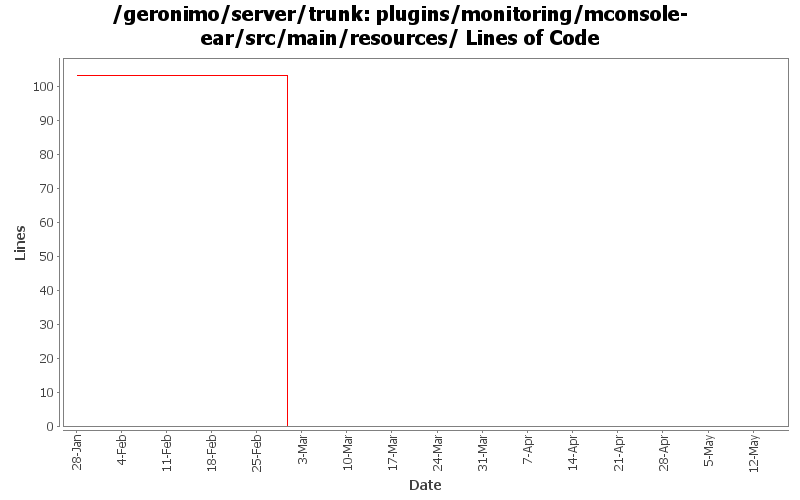 /geronimo/server/trunk: plugins/monitoring/mconsole-
ear/src/main/resources/ Lines of Code
100
90
80
70
60
50
40
30
20
10
0
Lines
28-Jan
4-Feb
11-Feb
18-Feb
25-Feb
3-Mar
10-Mar
17-Mar
24-Mar
31-Mar
7-Apr
14-Apr
21-Apr
28-Apr
5-May
12-May
Date